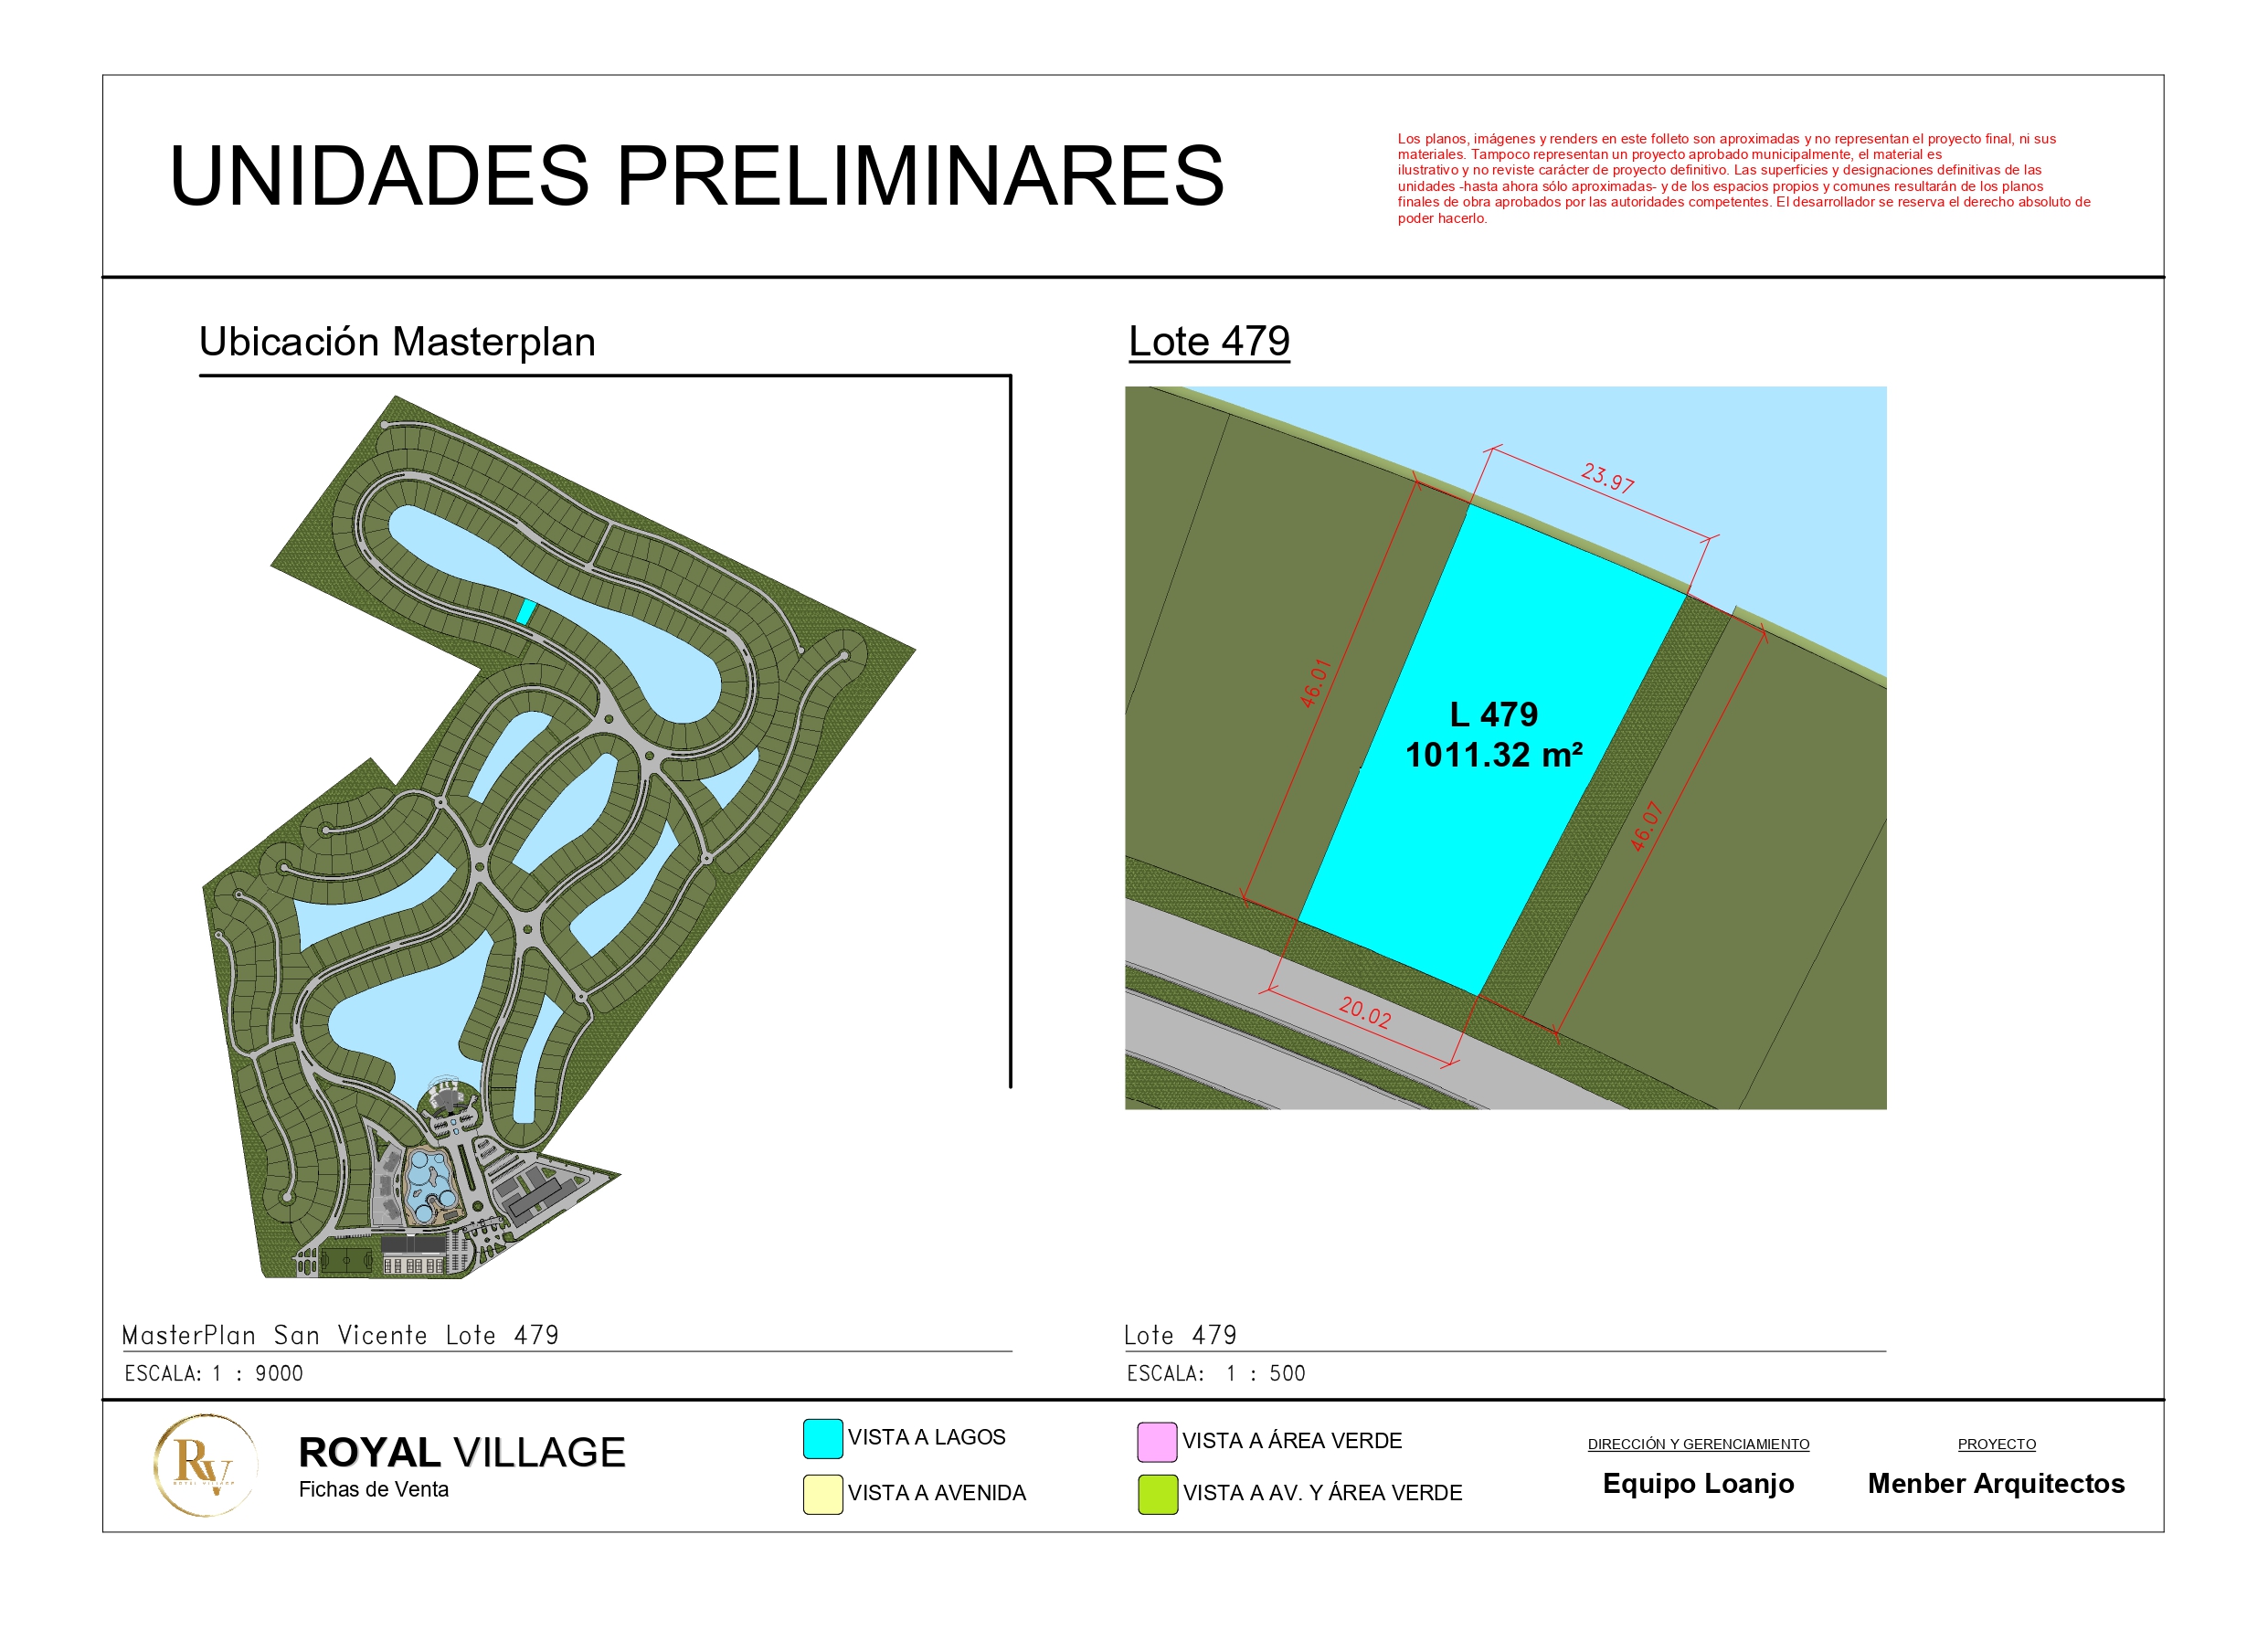 UNIDADES PRELIMINARES
Los planos, imágenes y renders en este folleto son aproximadas y no representan el proyecto final, ni sus
materiales. Tampoco representan un proyecto aprobado municipalmente, el material es
ilustrativo y no reviste carácter de proyecto definitivo. Las superficies y designaciones definitivas de las
unidades -hasta ahora sólo aproximadas- y de los espacios propios y comunes resultarán de los planos
finales de obra aprobados por las autoridades competentes. El desarrollador se reserva el derecho absoluto de
poder hacerlo.
Ubicación Masterplan
Lote 479
23.97
46.01
L 479
1011.32 m²
46.07
20.02
MasterPlan San Vicente Lote 479
ESCALA: 1 : 9000
Lote 479
ESCALA: 1 : 500
RV
ROYAL VILLAGE
ROYAL VILLAGE
Fichas de Venta
VISTA A LAGOS
VISTA A AVENIDA
VISTA A ÁREA VERDE
VISTA A AV. Y ÁREA VERDE
DIRECCIÓN Y GERENCIAMIENTO
Equipo Loanjo
PROYECTO
Menber Arquitectos